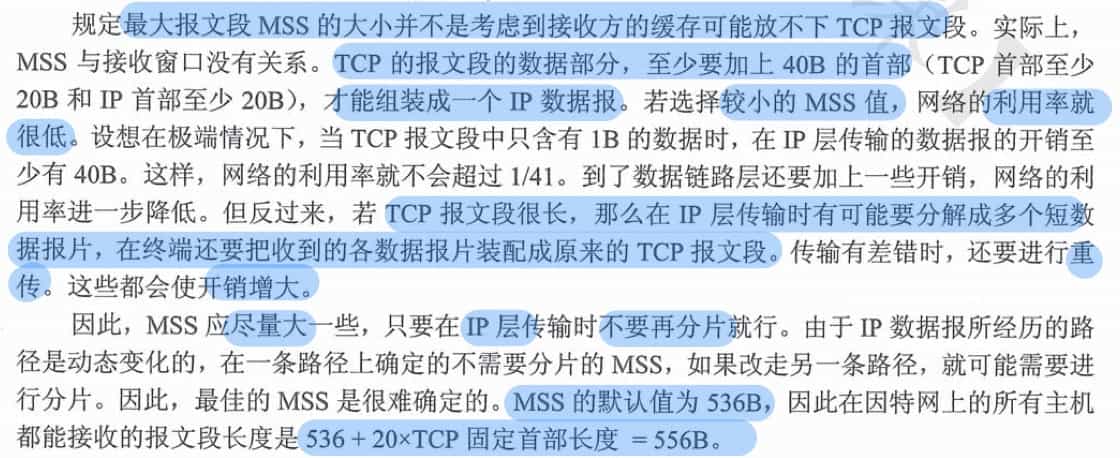 规定最大报文段 MSS 的大小并不是考虑到接收方的缓存可能放不下 TCP 报文段。实际上，
MSS 与接收窗口没有关系。TCP 的报文段的数据部分，至少要加上 40B 的首部（TCP 首部至少
20B 和 IP 首部至少 20B），才能组装成一个 IP 数据报。若选择较小的 MSS 值，网络的利用率就
很低。设想在极端情况下，当 TCP 报文段中只含有 1B 的数据时，在 IP 层传输的数据报的开销至
少有 40B。这样，网络的利用率就不会超过 1/41。到了数据链路层还要加上一些开销，网络的利
用率进一步降低。但反过来，若 TCP 报文段很长，那么在 IP 层传输时有可能要分解成多个短数
据报片，在终端还要把收到的各数据报片装配成原来的 TCP 报文段。传输有差错时，还要进行重
传。这些都会使开销增大。
因此，MSS 应尽量大一些，只要在 IP 层传输时不要再分片就行。由于 IP 数据报所经历的路
径是动态变化的，在一条路径上确定的不需要分片的 MSS，如果改走另一条路径，就可能需要进
行分片。因此，最佳的 MSS 是很难确定的。MSS 的默认值为 536B，因此在因特网上的所有主机
都能接收的报文段长度是 536 + 20×TCP 固定首部长度 = 556B。